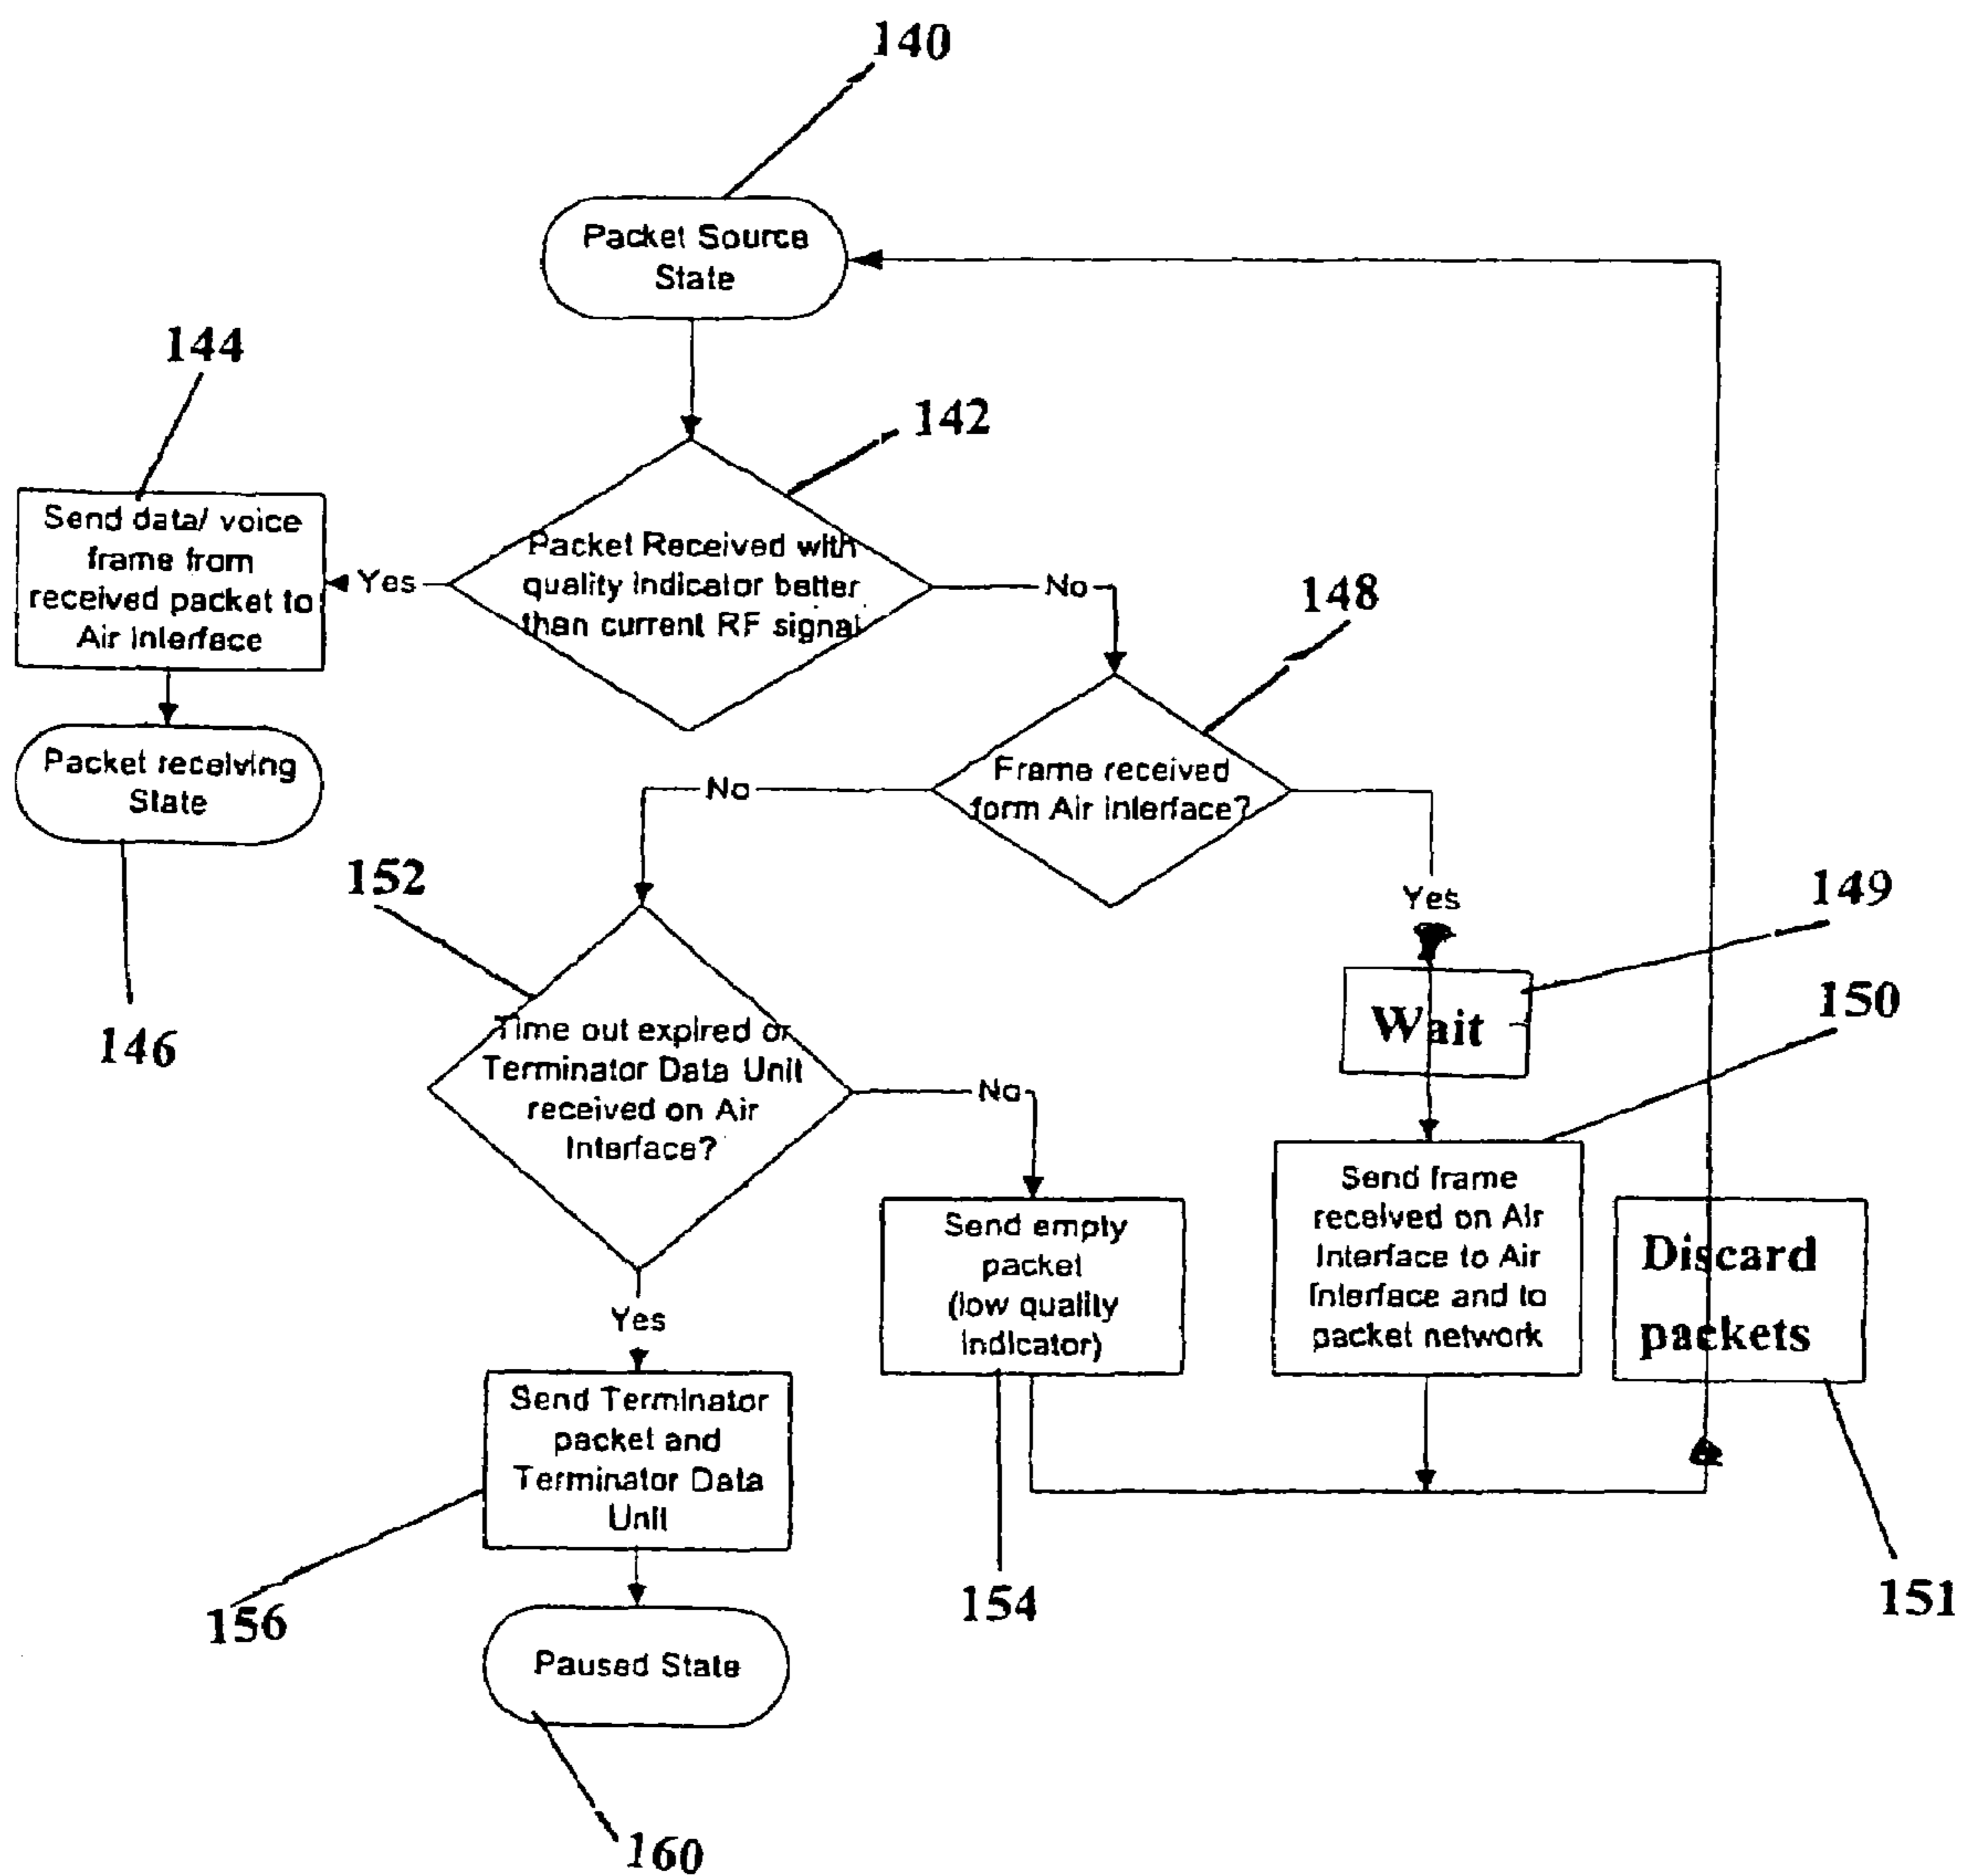 140
Packet Source
State
144
142
Send data/ voice
frame from
received packet to
Air Interface
Yes
Packet Received with
quality indicator better
than current RF signal
No
148
Packet receiving
State
146
Frame received
form Air interface?
No
Yes
152
149
Wait
150
Time out expired or
Terminator Data Unit
received on Air
Interface?
No
Yes
Send empty
packet
(low quality
indicator)
154
Send frame
received on Air
Interface to Air
Interface and to
packet network
Discard
packets
151
Send Terminator
packet and
Terminator Data
Unit
156
Paused State
160